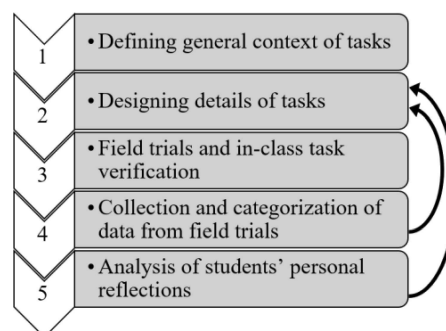 1
• Defining general context of tasks
2
• Designing details of tasks
3
• Field trials and in-class task
verification
4
• Collection and categorization of
data from field trials
5
• Analysis of students’ personal
reflections